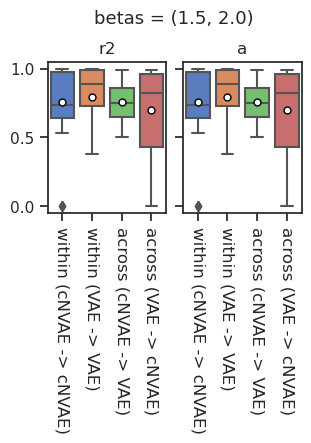 betas = (1.5, 2.0)
r2
a
1.0
0.5
0.0
within (cNVAE -> cNVAE)
within (VAE -> VAE)
across (cNVAE -> VAE)
across (VAE -> cNVAE)
within (cNVAE -> cNVAE)
within (VAE -> VAE)
across (cNVAE -> VAE)
across (VAE -> cNVAE)